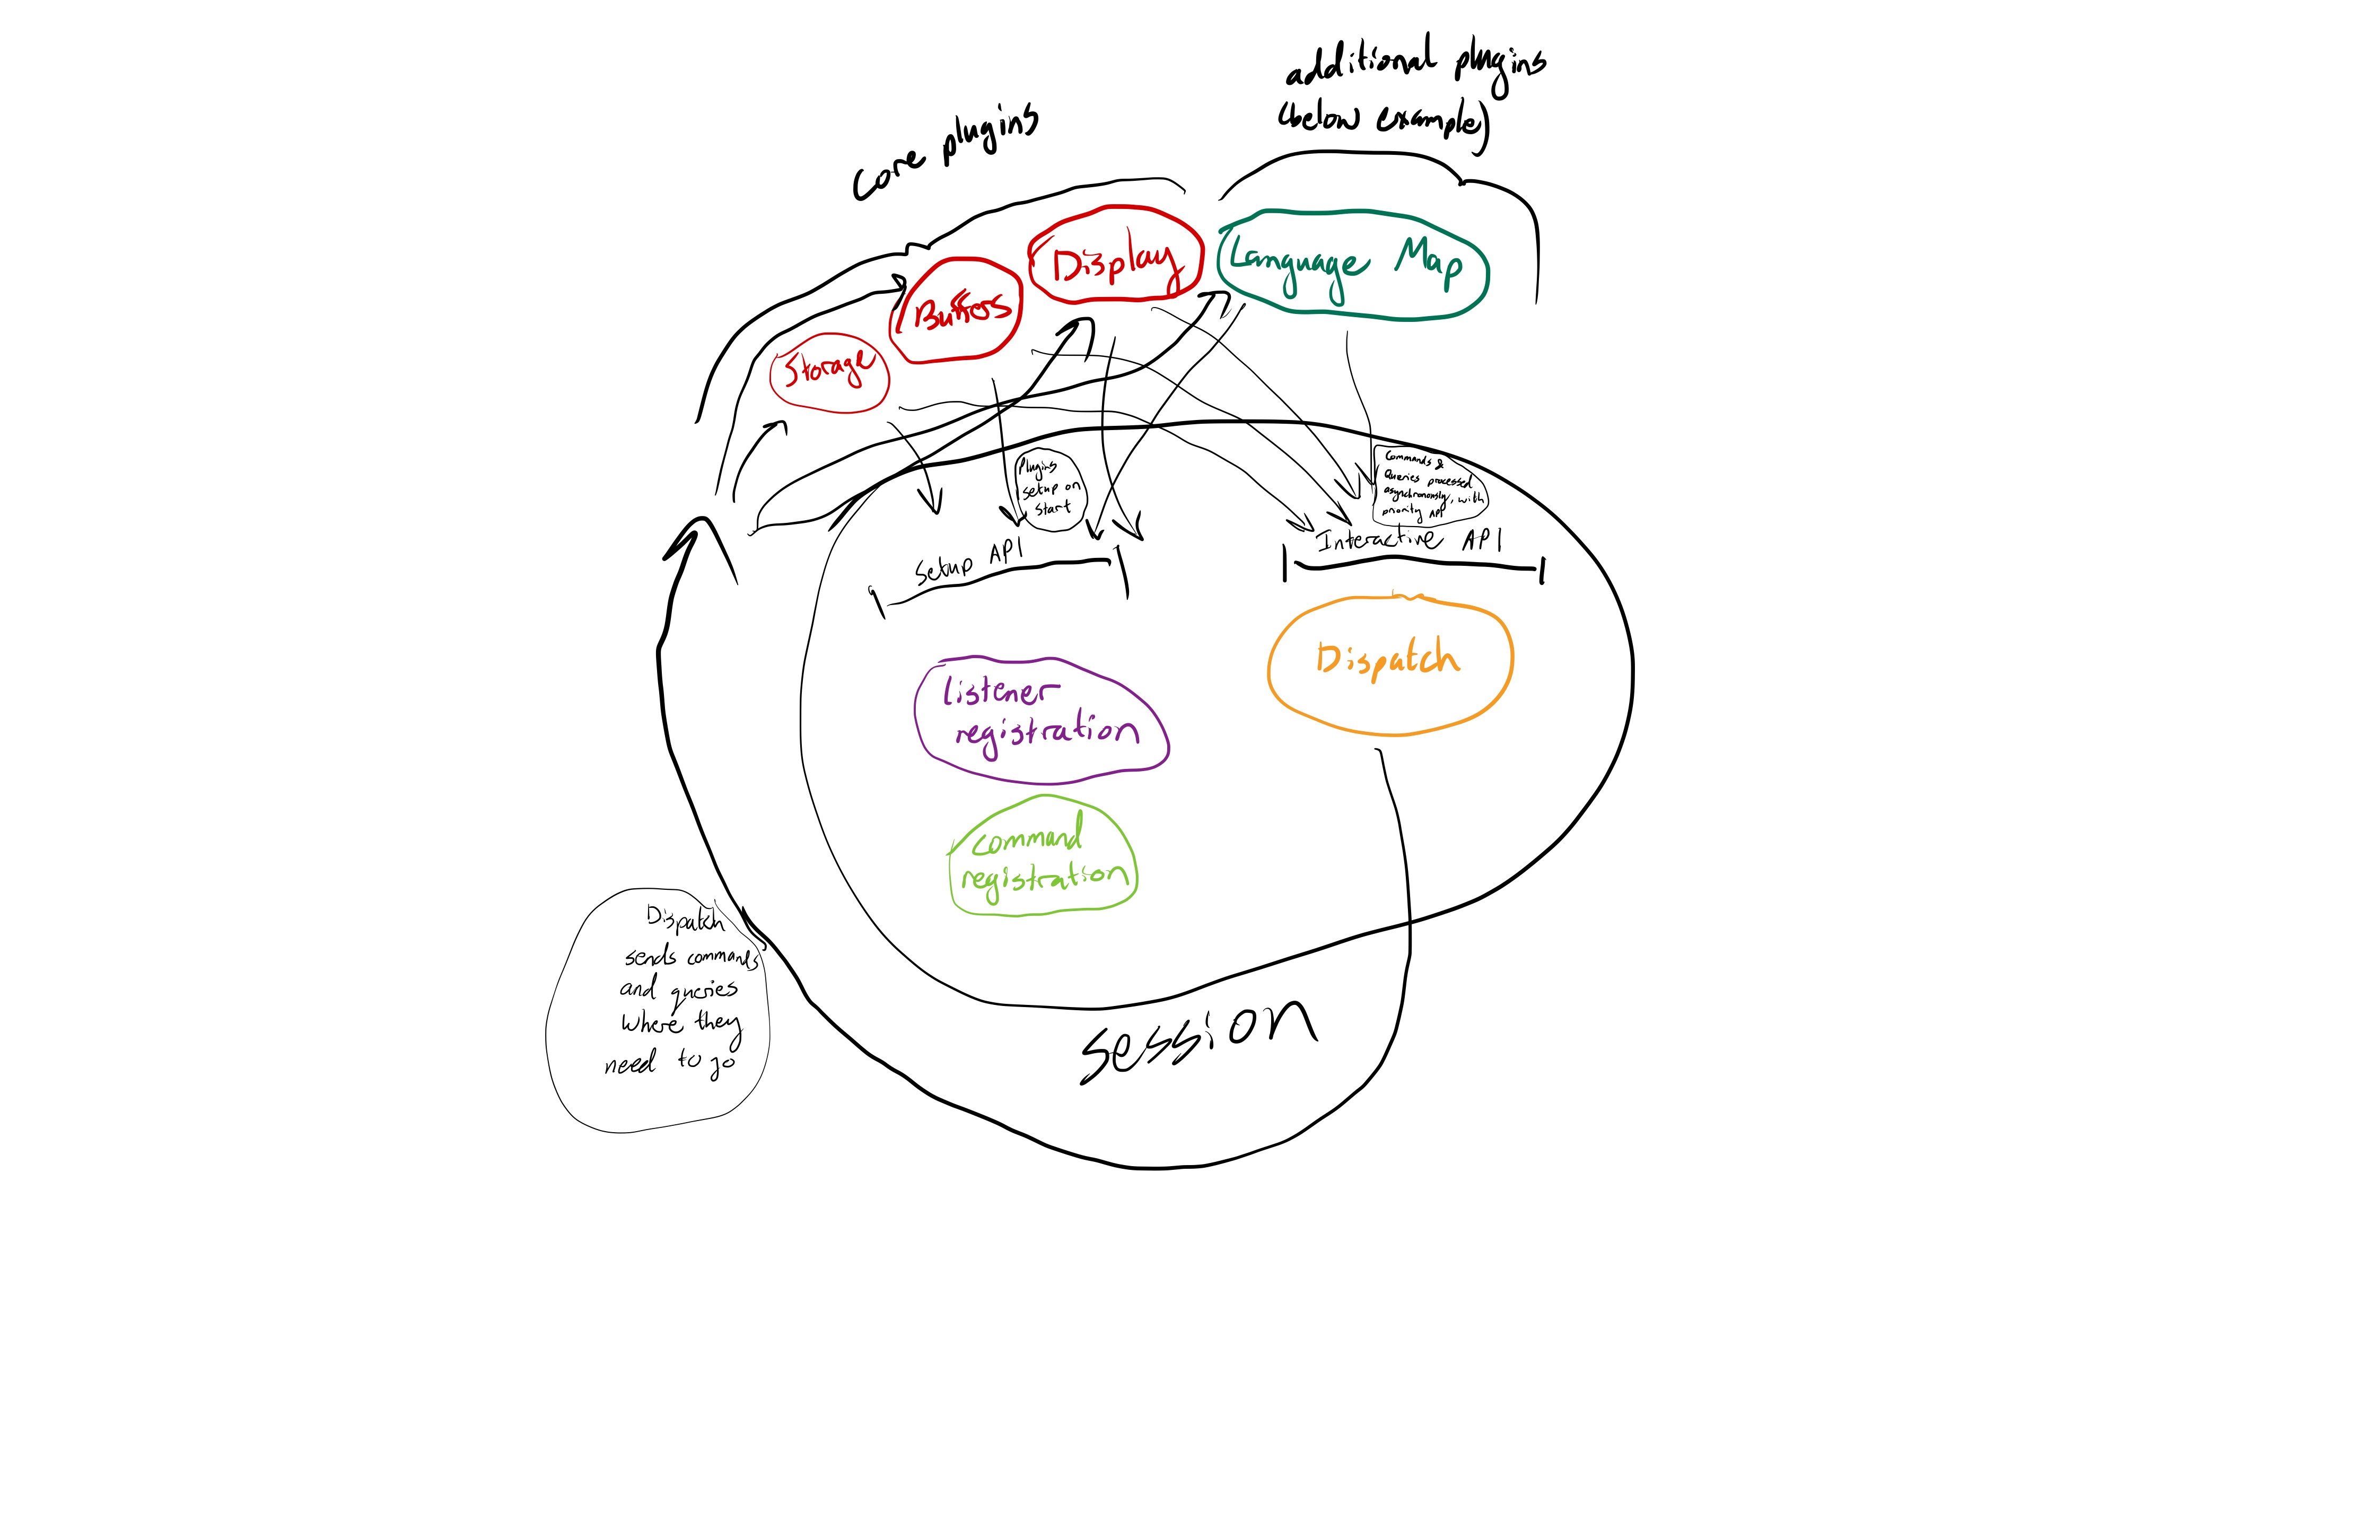 additional plugins
(below example)
Core plugins
Storage
Buffers
Display
Language Map
Plugins
setup on
start
Commands &
Queries processed
asynchronously, with
priority API
Setup API
Interactive API
Listener
registration
Dispatch
Command
registration
Dispatch
sends commands
and queries
where they
need to go
Session